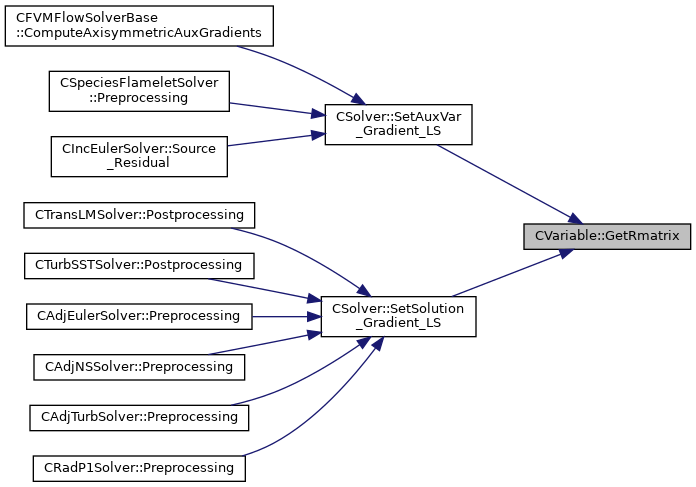 CFVMFlowSolverBase
::ComputeAxisymmetricAuxGradients
CSpeciesFlameletSolver
::Preprocessing
CIncEulerSolver::Source
_Residual
CSolver::SetAuxVar
_Gradient_LS
CTransLMSolver::Postprocessing
CTurbSSTSolver::Postprocessing
CAdjEulerSolver::Preprocessing
CAdjNSSolver::Preprocessing
CAdjTurbSolver::Preprocessing
CRadP1Solver::Preprocessing
CSolver::SetSolution
_Gradient_LS
CVariable::GetRmatrix